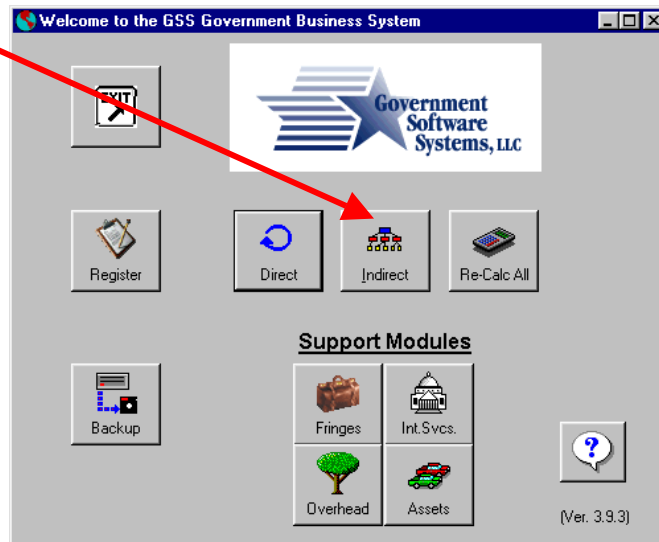 Welcome to the GSS Government Business System
EXIT
Government
Software
Systems, LLC
Register
Direct
Indirect
Re-Calc All
Support Modules
Backup
Fringes
Int.Svcs.
Overhead
Assets
?
(Ver. 3.9.3)